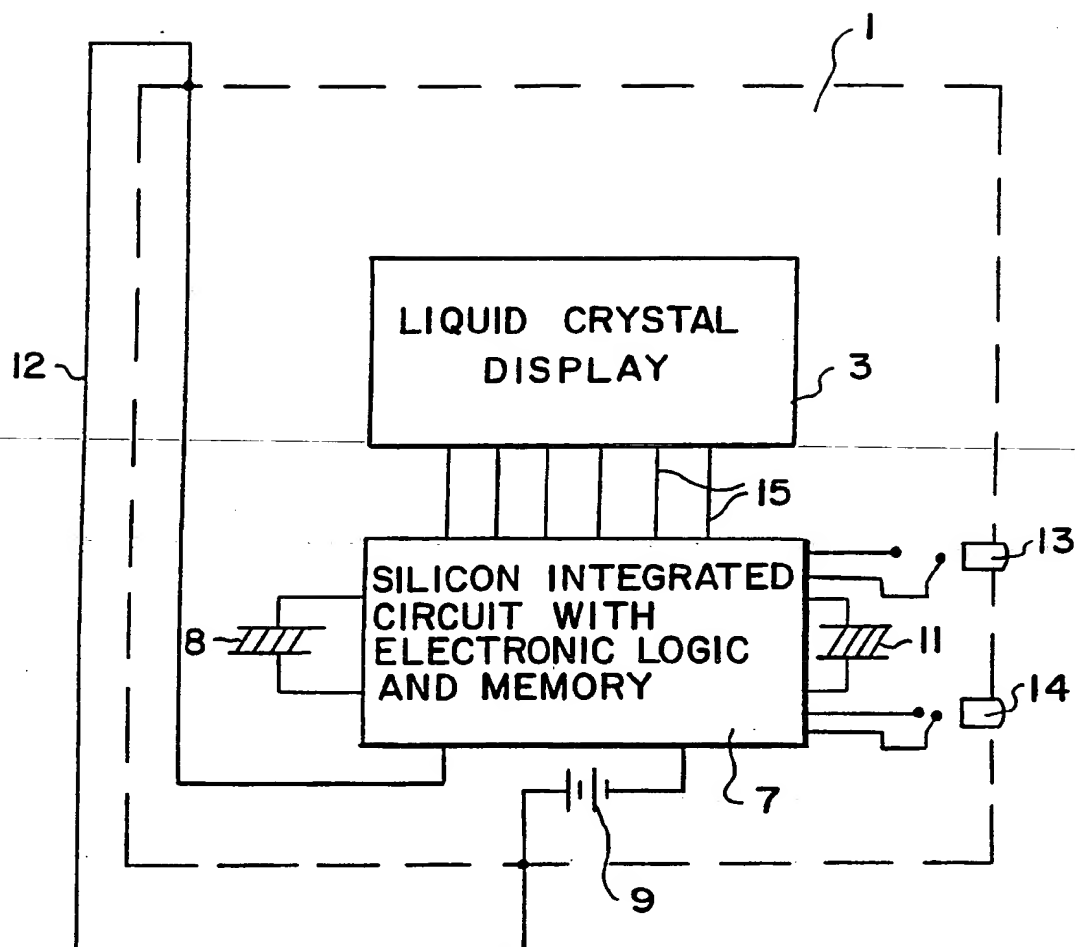 1
LIQUID CRYSTAL
DISPLAY
12
3
15
13
SILICON INTEGRATED
CIRCUIT WITH
ELECTRONIC LOGIC
AND MEMORY
8
11
14
7
9